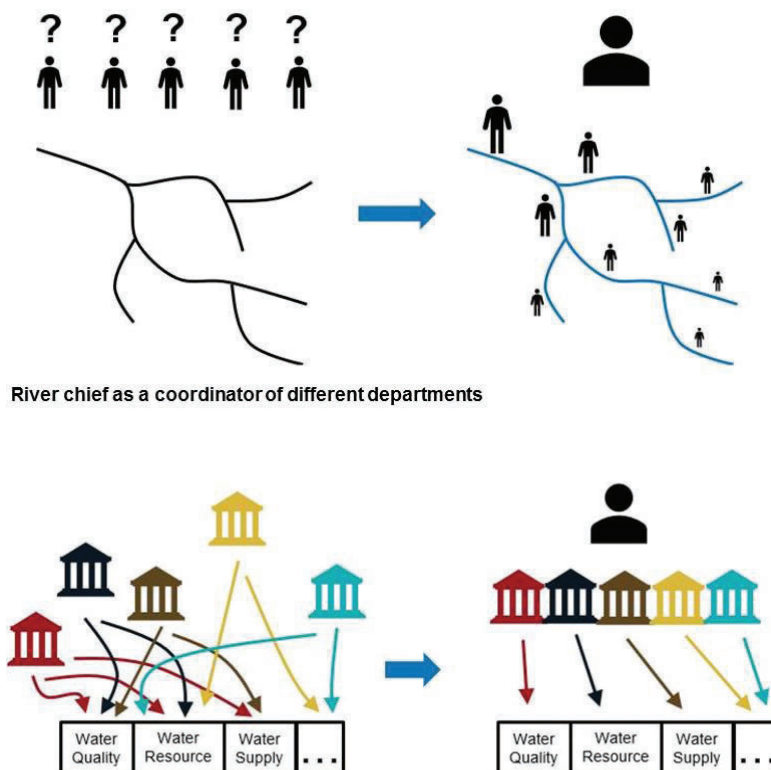 ? ? ? ? ?
River chief as a coordinator of different departments
Water Quality
Water Resource
Water Supply
...
Water Quality
Water Resource
Water Supply
...